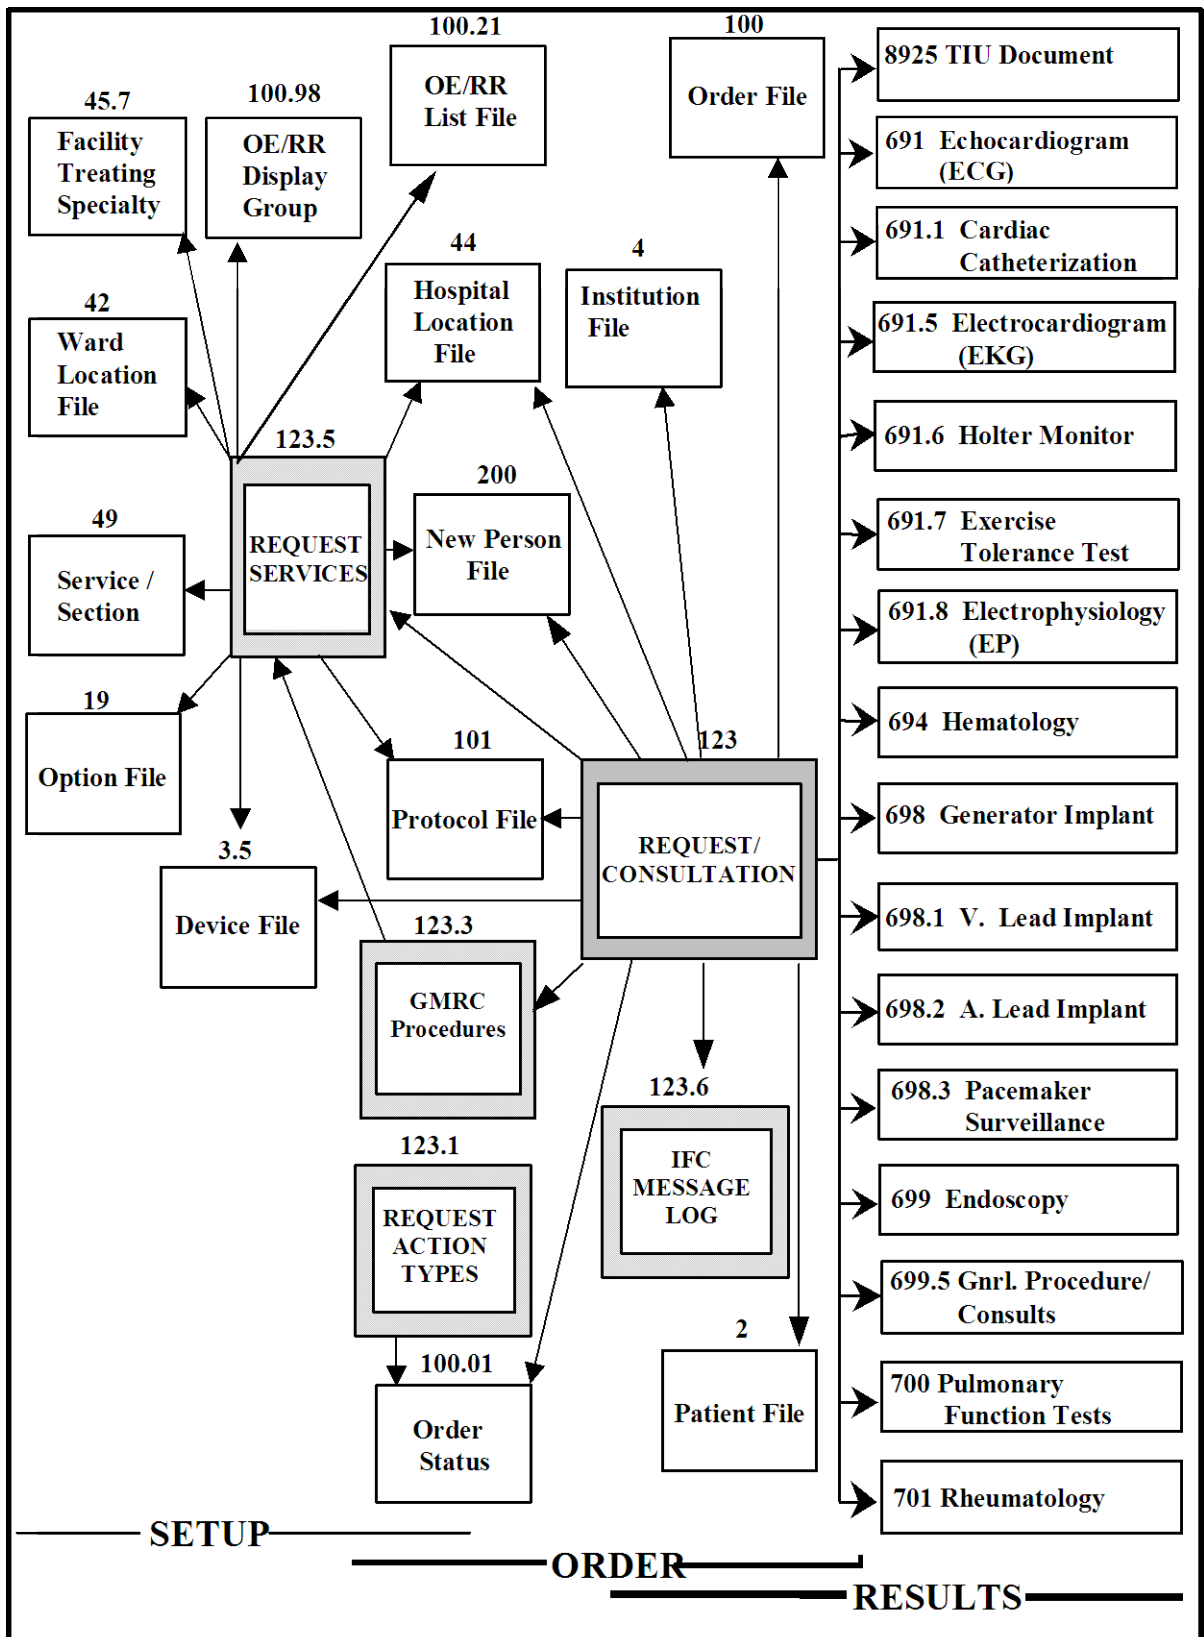 100.21
OE/RR
List File
100
Order File
45.7
Facility
Treating
Specialty
100.98
OE/RR
Display
Group
44
Hospital
Location
File
4
Institution
File
42
Ward
Location
File
123.5
REQUEST
SERVICES
200
New Person
File
49
Service /
Section
19
Option File
101
Protocol File
123
REQUEST/
CONSULTATION
3.5
Device File
123.3
GMRC
Procedures
123.6
IFC
MESSAGE
LOG
123.1
REQUEST
ACTION
TYPES
100.01
Order
Status
2
Patient File
8925 TIU Document
691 Echocardiogram
(ECG)
691.1 Cardiac
Catheterization
691.5 Electrocardiogram
(EKG)
691.6 Holter Monitor
691.7 Exercise
Tolerance Test
691.8 Electrophysiology
(EP)
694 Hematology
698 Generator Implant
698.1 V. Lead Implant
698.2 A. Lead Implant
698.3 Pacemaker
Surveillance
699 Endoscopy
699.5 Gnrl. Procedure/
Consults
700 Pulmonary
Function Tests
701 Rheumatology
SETUP
ORDER
RESULTS